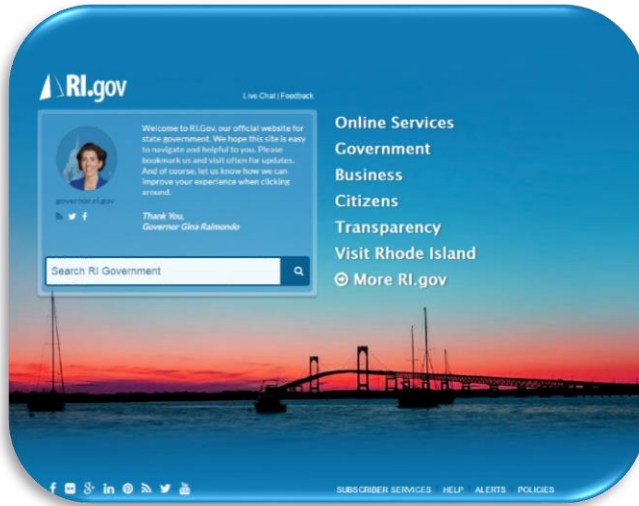 RI.gov
Live Chat | Feedback
Welcome to RI.Gov, our official website for
state government. We hope this site is easy
to navigate and helpful to you. Please
bookmark us and visit often for updates.
And of course, let us know how we can
improve your experience when clicking
around.
governor.ri.gov
Thank You,
Governor Gina Raimondo
Search RI Government
Online Services
Government
Business
Citizens
Transparency
Visit Rhode Island
More RI.gov
SUBSCRIBER SERVICES HELP ALERTS POLICIES